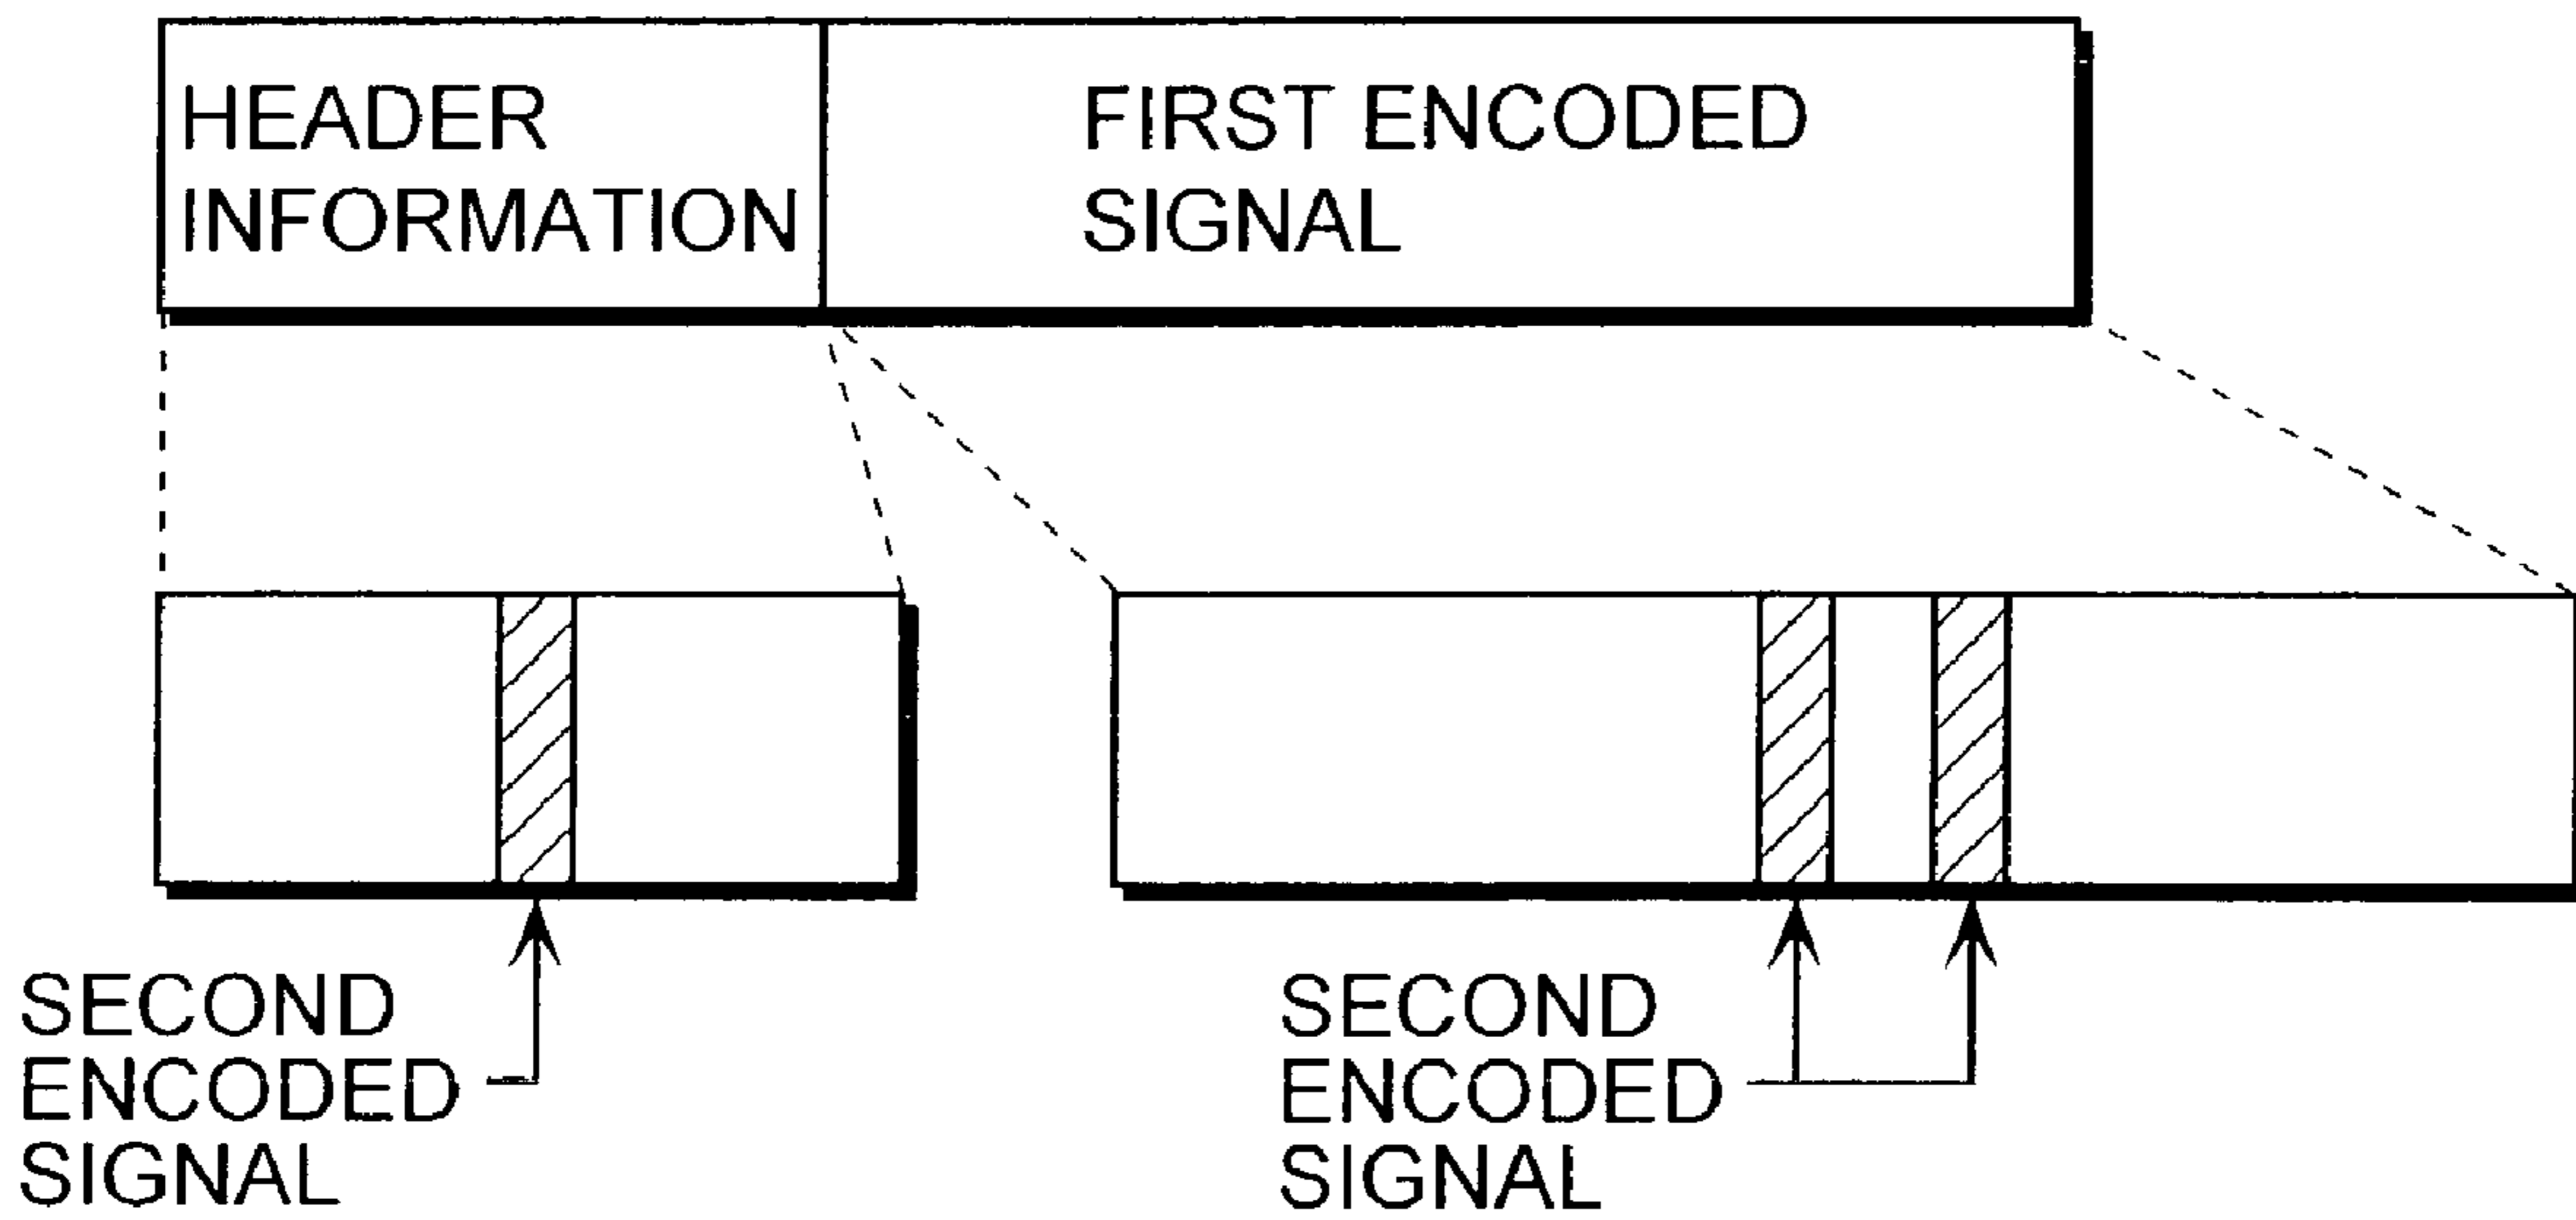 HEADER
INFORMATION
FIRST ENCODED
SIGNAL
SECOND
ENCODED
SIGNAL
SECOND
ENCODED
SIGNAL